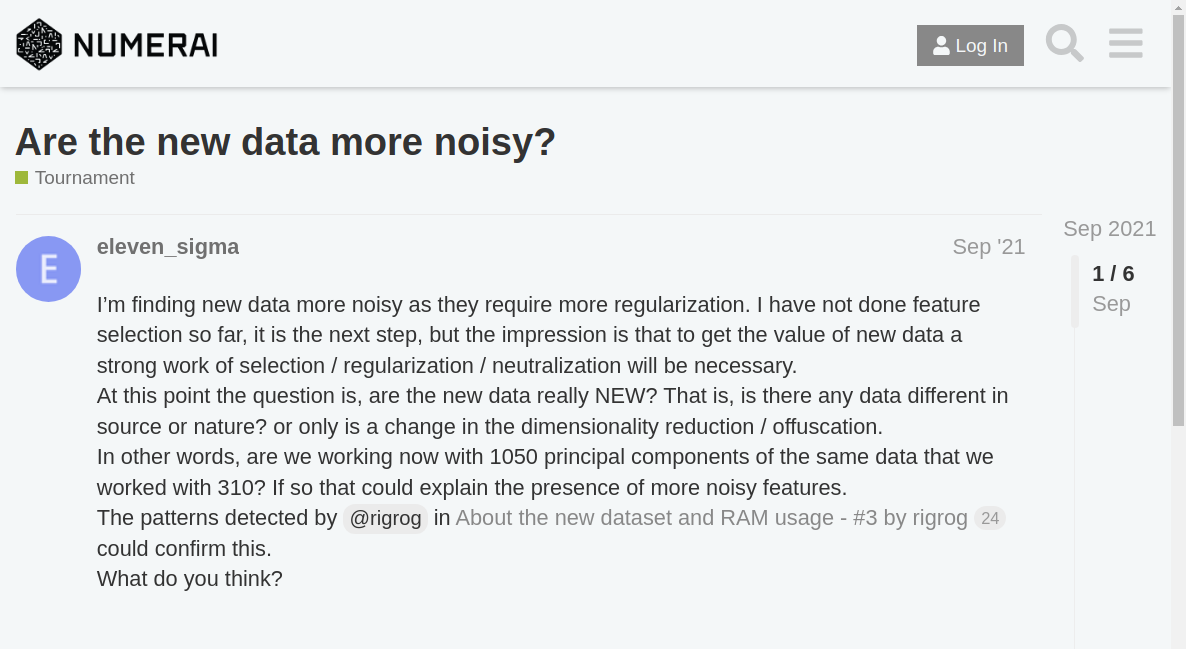 NUMERAI
Log In
Are the new data more noisy?
Tournament
Sep 2021
E
eleven_sigma
Sep '21
1 / 6
Sep
I’m finding new data more noisy as they require more regularization. I have not done feature
selection so far, it is the next step, but the impression is that to get the value of new data a
strong work of selection / regularization / neutralization will be necessary.
At this point the question is, are the new data really NEW? That is, is there any data different in
source or nature? or only is a change in the dimensionality reduction / offuscation.
In other words, are we working now with 1050 principal components of the same data that we
worked with 310? If so that could explain the presence of more noisy features.
The patterns detected by @rigrog in About the new dataset and RAM usage - #3 by rigrog 24
could confirm this.
What do you think?